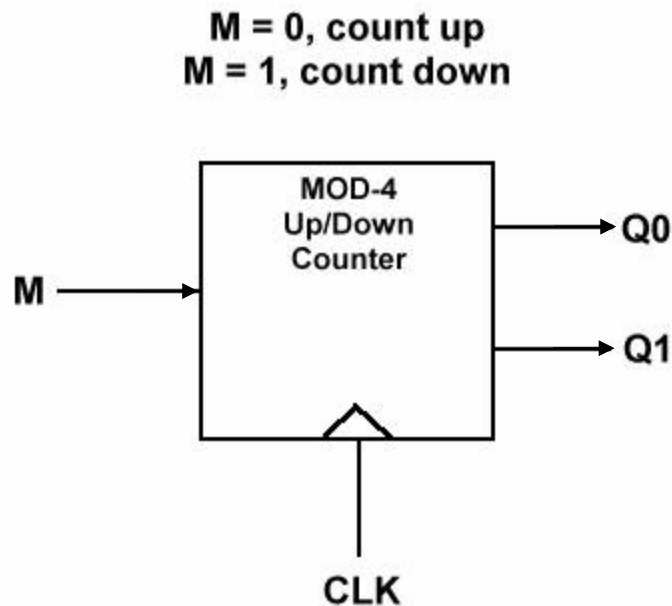 M = 0, count up
M = 1, count down
MOD-4
Up/Down
Counter
Q0
M
Q1
CLK